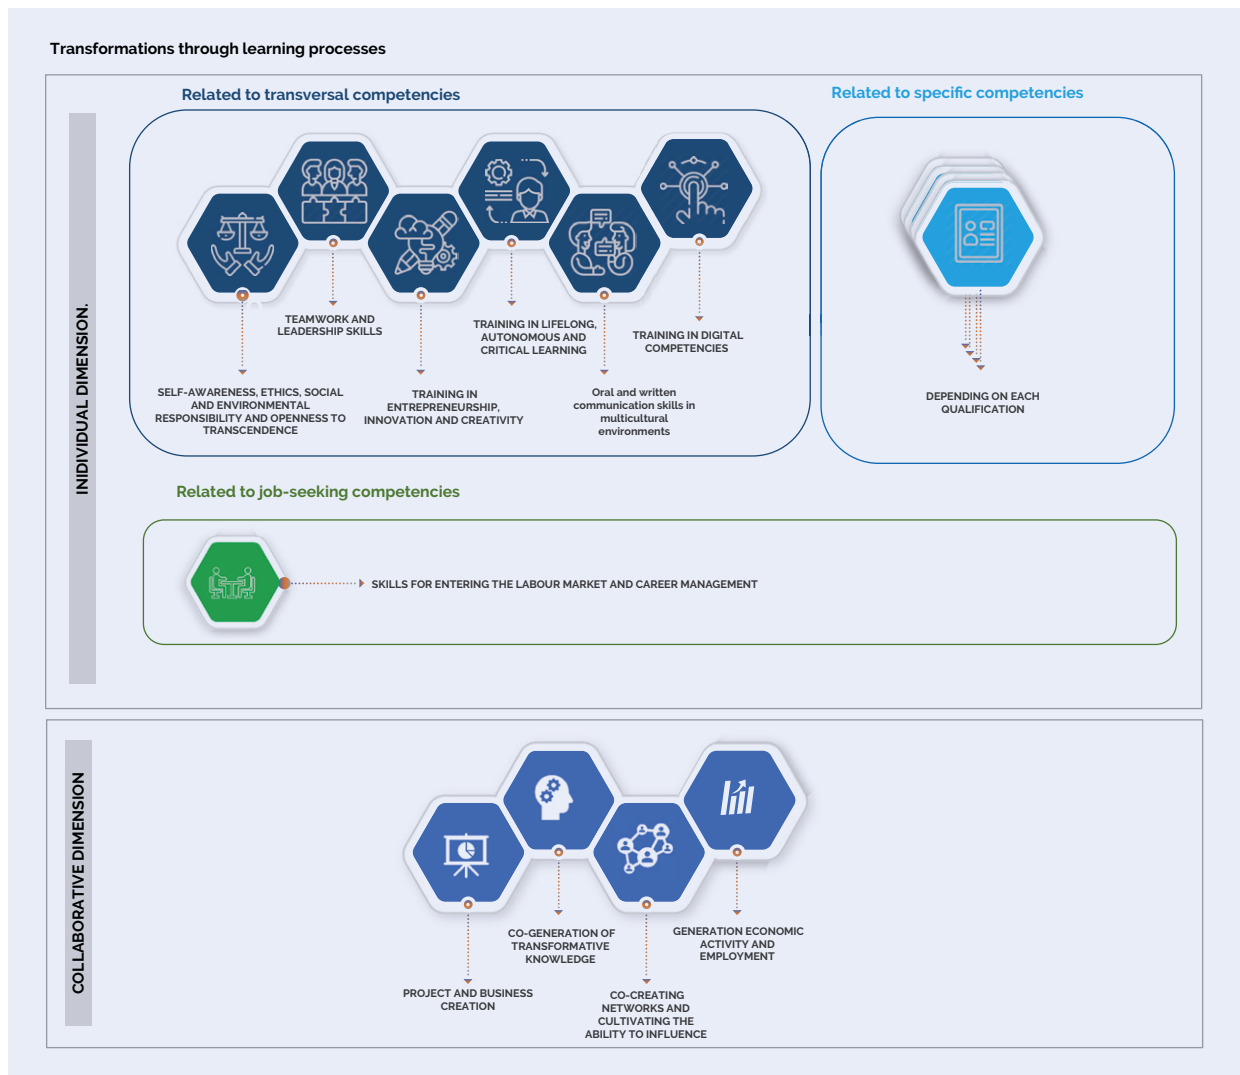 Transformations through learning processes
Related to transversal competencies
Related to specific competencies
INIDIVIDUAL DIMENSION.
TEAMWORK AND
LEADERSHIP SKILLS
TRAINING IN LIFELONG,
AUTONOMOUS AND
CRITICAL LEARNING
TRAINING IN DIGITAL
COMPETENCIES
SELF-AWARENESS, ETHICS, SOCIAL
AND ENVIRONMENTAL
RESPONSIBILITY AND OPENNESS TO
TRANSCENDENCE
TRAINING IN
ENTREPRENEURSHIP,
INNOVATION AND CREATIVITY
Oral and written
communication skills in
multicultural
environments
DEPENDING ON EACH
QUALIFICATION
Related to job-seeking competencies
SKILLS FOR ENTERING THE LABOUR MARKET AND CAREER MANAGEMENT
COLLABORATIVE DIMENSION
CO-GENERATION OF
TRANSFORMATIVE
KNOWLEDGE
GENERATION ECONOMIC
ACTIVITY AND
EMPLOYMENT
PROJECT AND BUSINESS
CREATION
CO-CREATING
NETWORKS AND
CULTIVATING THE
ABILITY TO INFLUENCE